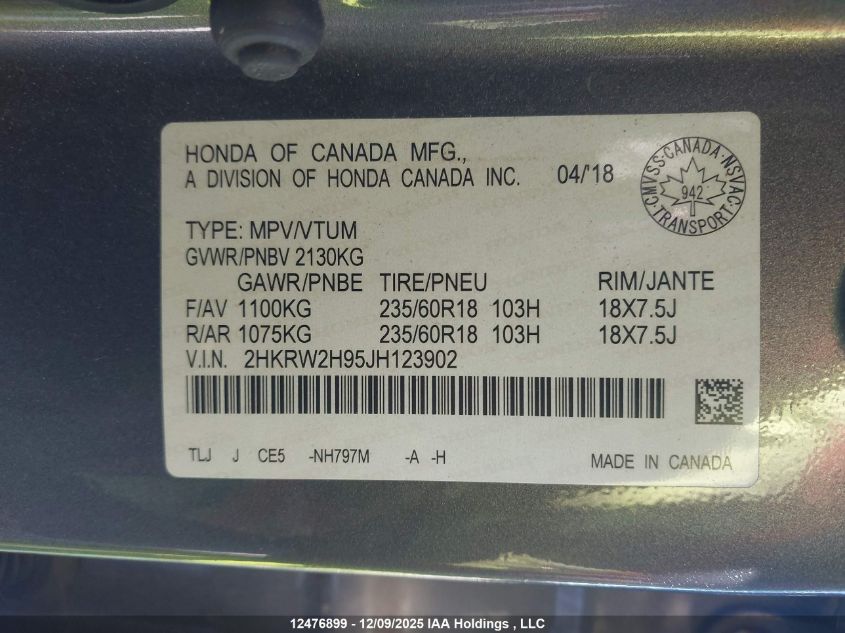 HONDA OF CANADA MFG.,
A DIVISION OF HONDA CANADA INC. 04/'18
CMVSS·CANADA·NSVAC·TRANSPORT·
942
TYPE: MPV/VTUM
GVWR/PNBV 2130KG
GAWR/PNBE TIRE/PNEU RIM/JANTE
F/AV 1100KG 235/60R18 103H 18X7.5J
R/AR 1075KG 235/60R18 103H 18X7.5J
V.I.N. 2HKRW2H95JH123902
TLJ J CE5 -NH797M -A -H MADE IN CANADA
12476899 - 12/09/2025 IAA Holdings , LLC